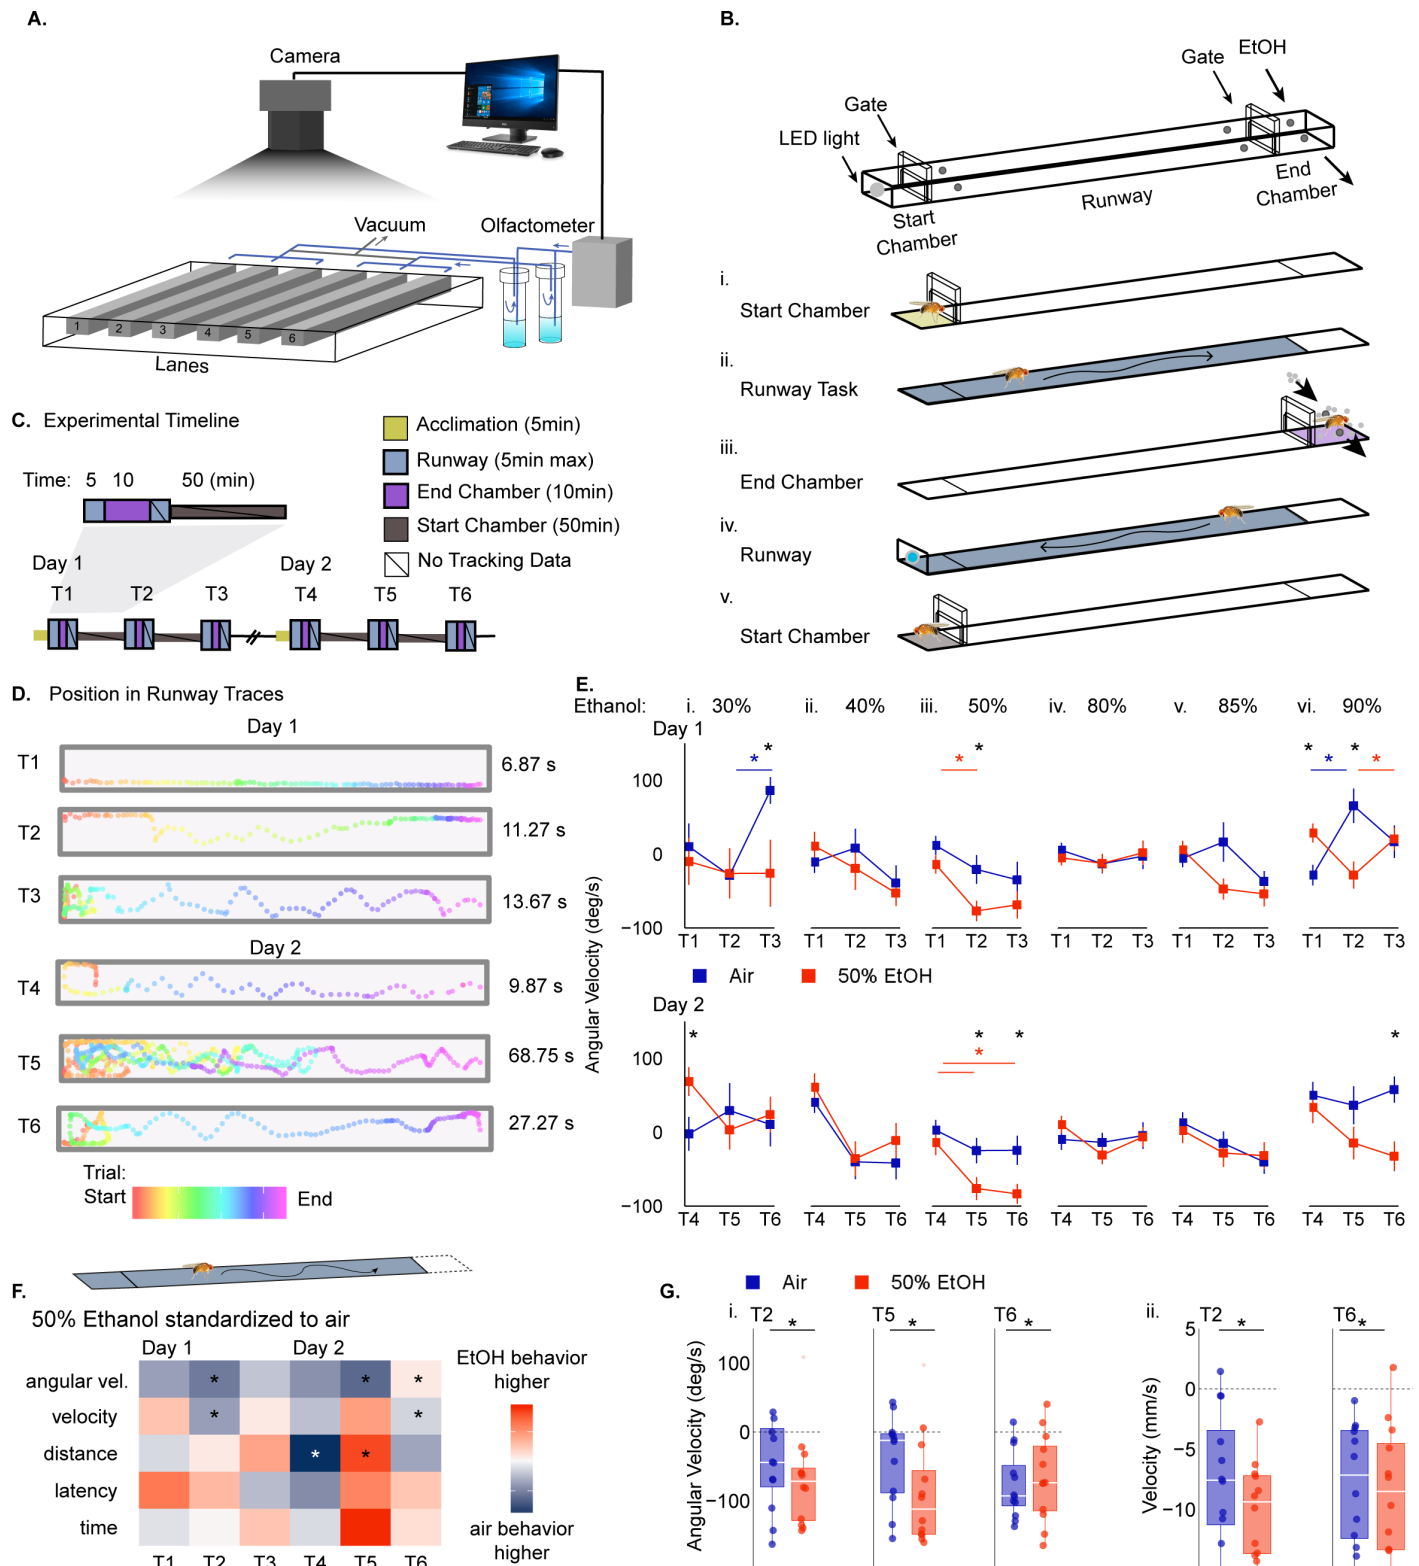 A.
Camera
Vacuum
Olfactometer
1 2 3 4 5 6
Lanes
B.
Gate
EtOH
Gate
LED light
Start
Chamber
Runway
End
Chamber
i.
Start Chamber
ii.
Runway Task
iii.
End Chamber
iv.
Runway
v.
Start Chamber
C. Experimental Timeline
Acclimation (5min)
Runway (5min max)
End Chamber (10min)
Start Chamber (50min)
No Tracking Data
Time: 5 10 50 (min)
Day 1 Day 2
T1 T2 T3 T4 T5 T6
D. Position in Runway Traces
Day 1
T1 6.87 s
T2 11.27 s
T3 13.67 s
Day 2
T4 9.87 s
T5 68.75 s
T6 27.27 s
Trial:
Start End
E.
Ethanol: i. 30% ii. 40% iii. 50% iv. 80% v. 85% vi. 90%
Day 1
* * * * * * * *
100
0
−100
T1 T2 T3 T1 T2 T3 T1 T2 T3 T1 T2 T3 T1 T2 T3 T1 T2 T3
Air 50% EtOH
Angular Velocity (deg/s)
Day 2
* * * * *
100
0
−100
T4 T5 T6 T4 T5 T6 T4 T5 T6 T4 T5 T6 T4 T5 T6 T4 T5 T6
F.
50% Ethanol standardized to air
Day 1 Day 2
angular vel. * * *
velocity * *
distance * *
latency
time
T1 T2 T3 T4 T5 T6
EtOH behavior
higher
air behavior
higher
G.
Air 50% EtOH
i. T2 * T5 * T6 *
Angular Velocity (deg/s)
100
0
−100
ii. T2 * T6 *
Velocity (mm/s)
5
0
−5
−10